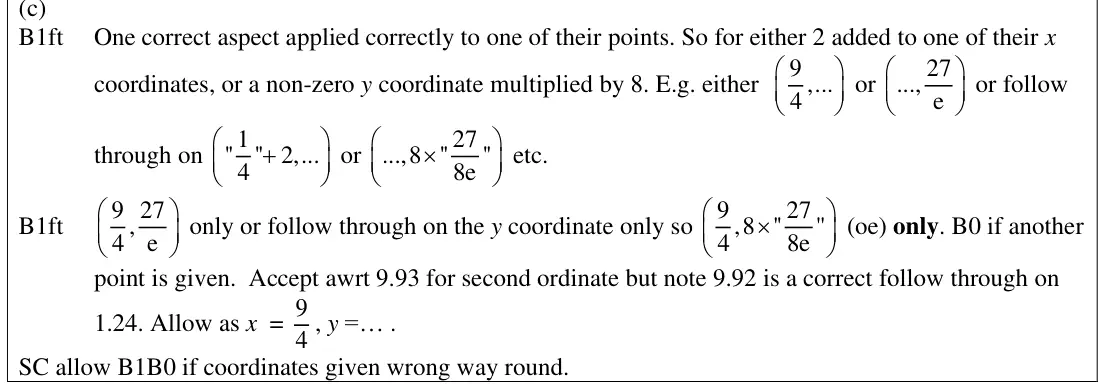 (c)
B1ft One correct aspect applied correctly to one of their points. So for either 2 added to one of their x
coordinates, or a non-zero y coordinate multiplied by 8. E.g. either (9/4,...) or (...,27/e) or follow
through on ("1/4"+2,...) or (...,8×"27/8e") etc.
B1ft (9/4,27/e) only or follow through on the y coordinate only so (9/4,8×"27/8e") (oe) only. B0 if another
point is given. Accept awrt 9.93 for second ordinate but note 9.92 is a correct follow through on
1.24. Allow as x = 9/4, y =... .
SC allow B1B0 if coordinates given wrong way round.